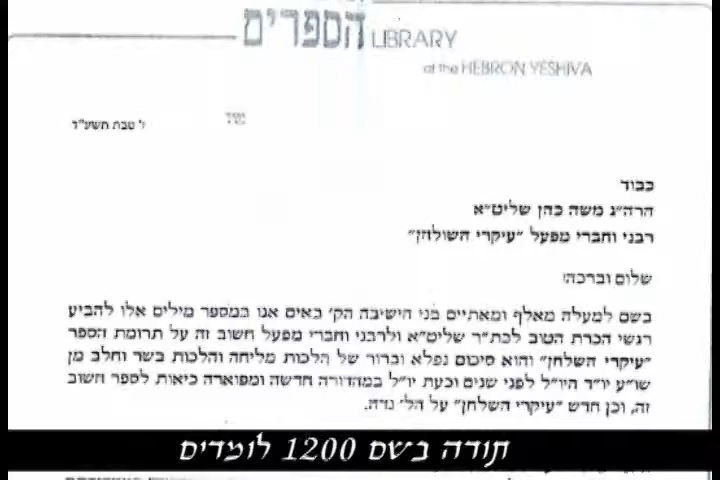 הספרים LIBRARY
at the HEBRON YESHIVA
י' טבת תשע"ד
כבוד
הרה"ג משה כהן שליט"א
רבני וחברי מפעל "עיקרי השולחן"
שלום וברכה!
בשם למעלה מאלף ומאתיים בני הישיבה הק' באים אנו במספר מילים אלו להביע
רגשי הכרת הטוב לכת"ר שליט"א ולרבני וחברי מפעל חשוב זה על תרומת הספר
"עיקרי השלחן" והוא סיכום נפלא וברור של הלכות מליחה והלכות בשר וחלב מן
שו"ע יו"ד היו"ל לפני שנים וכעת יו"ל במהדורה חדשה ומפוארה כיאות לספר חשוב
זה, וכן חדש "עיקרי השלחן" על הל' נדה.
תודה בשם 1200 לומדים